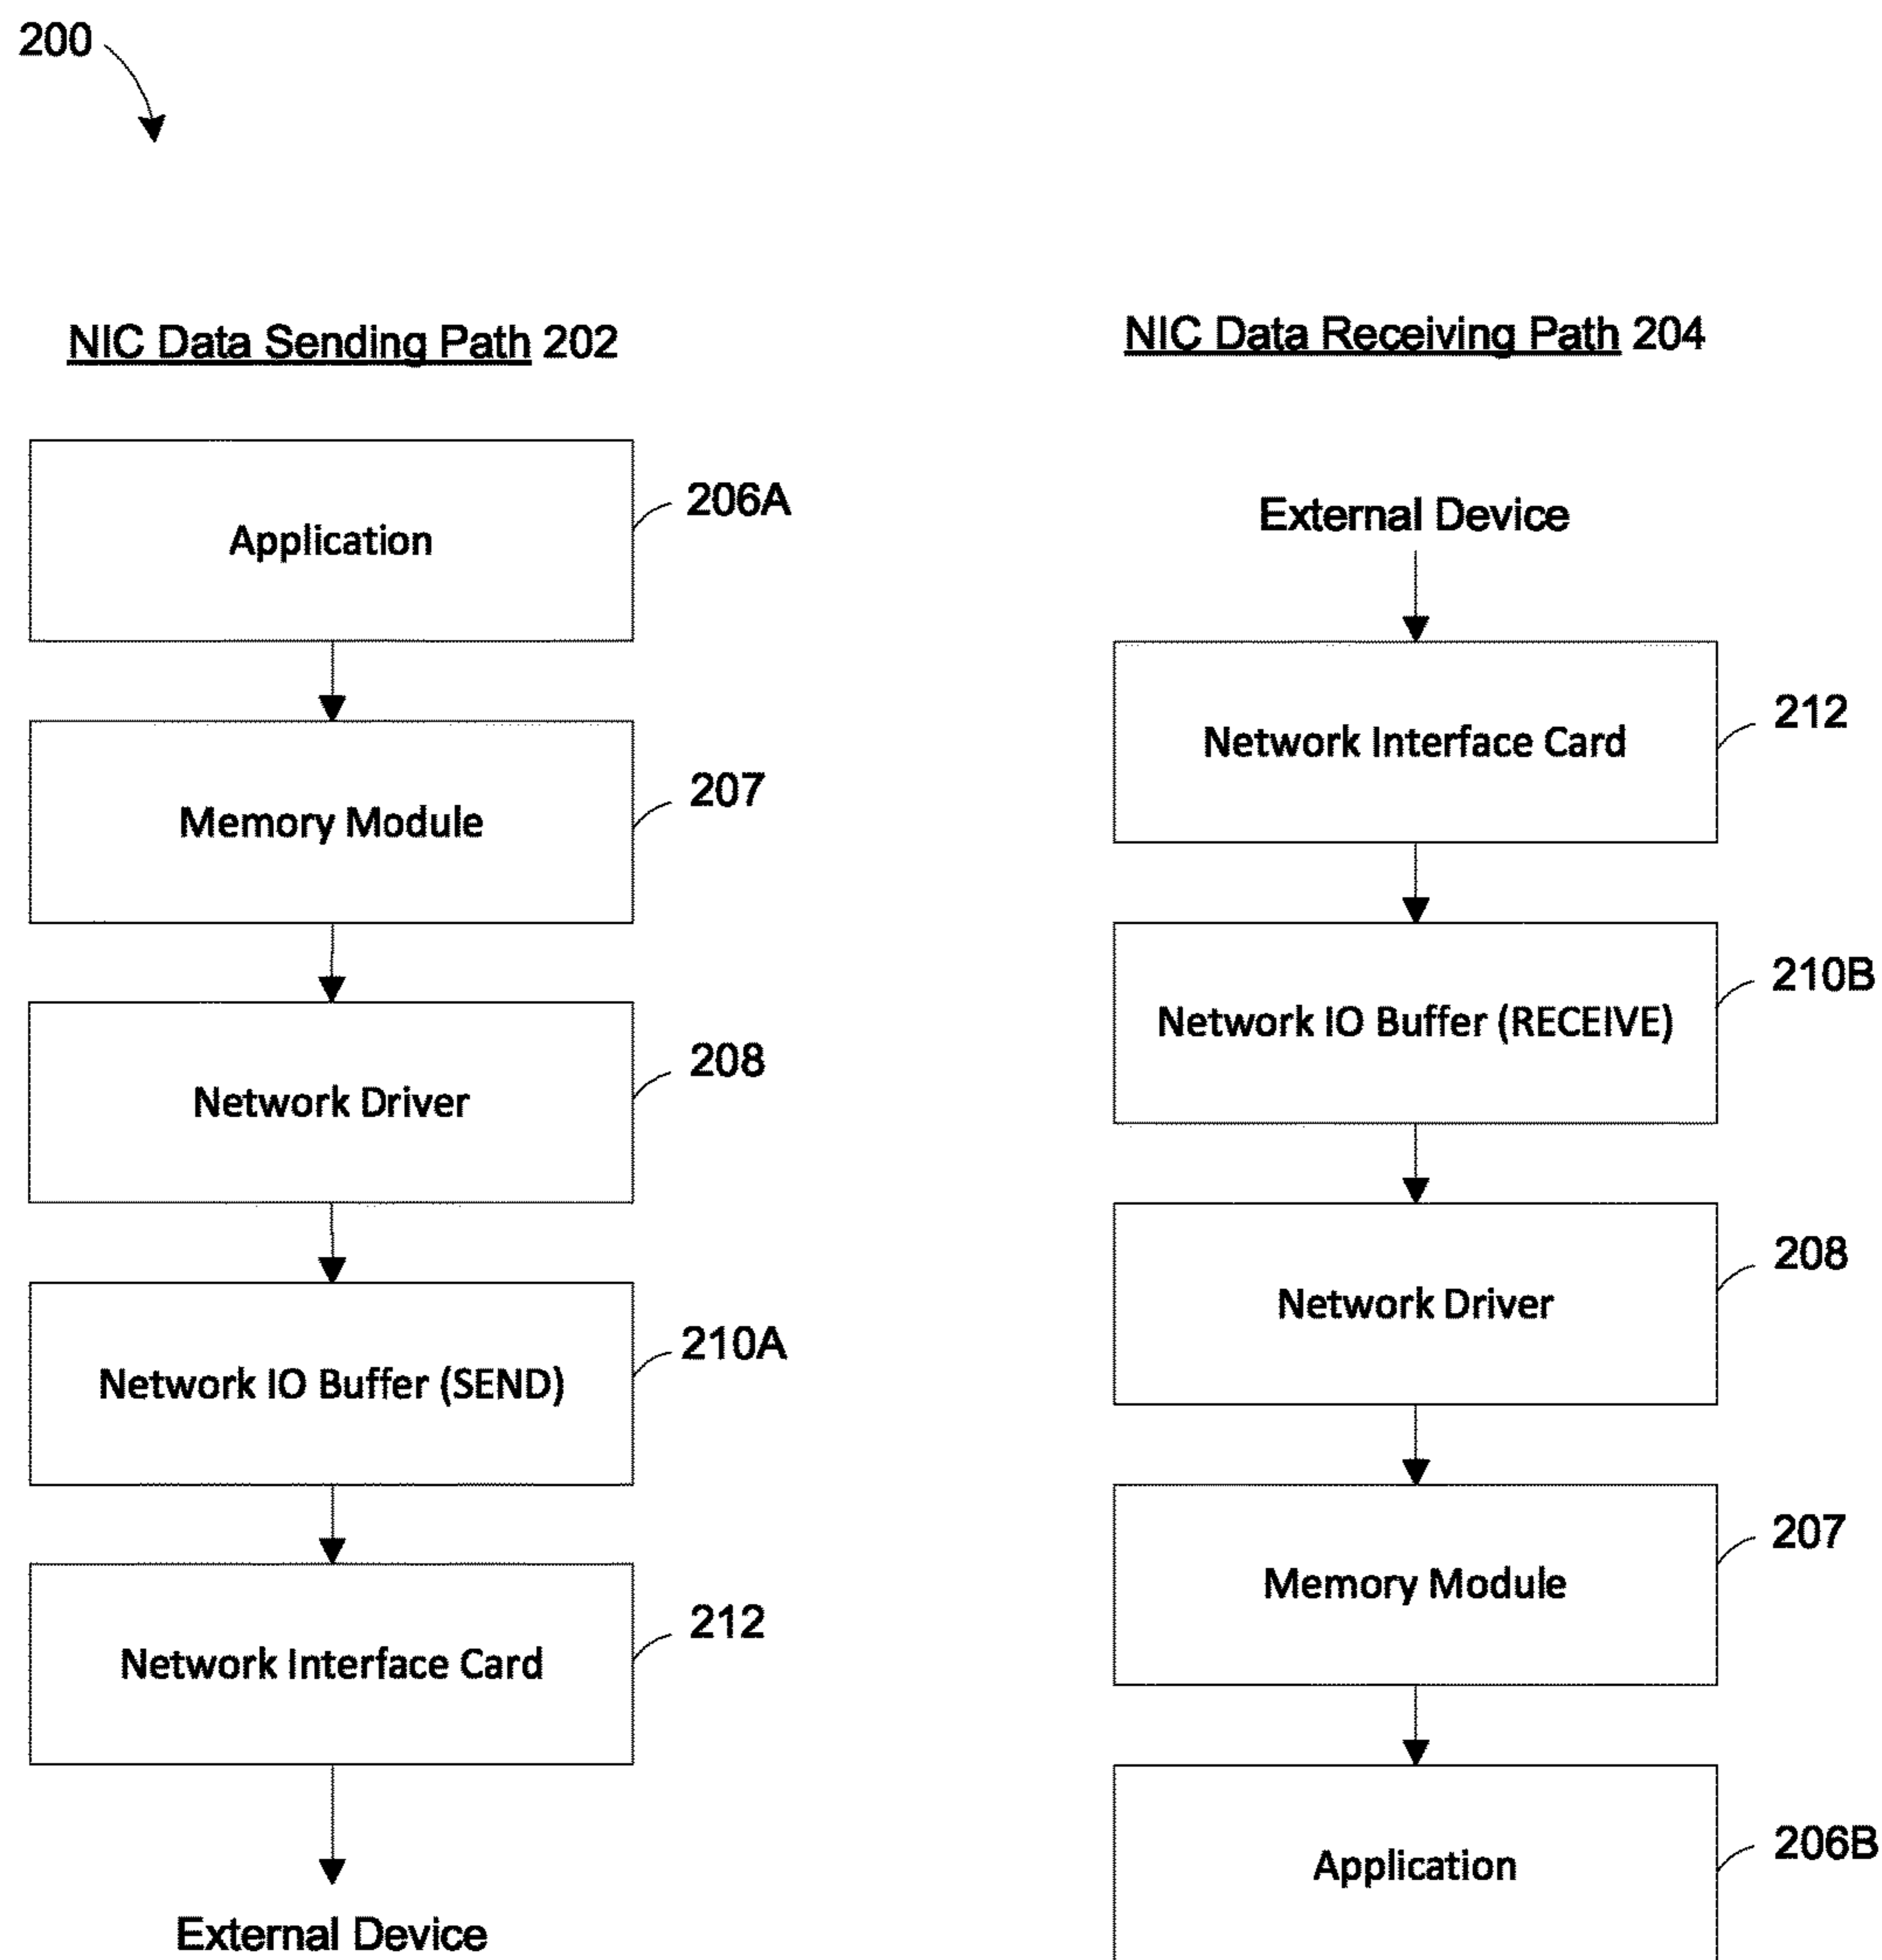 200
NIC Data Sending Path 202
Application
206A
Memory Module
207
Network Driver
208
Network IO Buffer (SEND)
210A
Network Interface Card
212
External Device
NIC Data Receiving Path 204
External Device
Network Interface Card
212
Network IO Buffer (RECEIVE)
210B
Network Driver
208
Memory Module
207
Application
206B